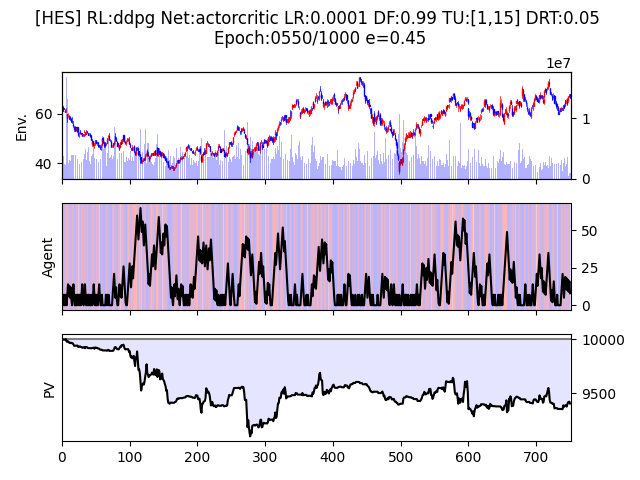 [HES] RL:ddpg Net:actorcritic LR:0.0001 DF:0.99 TU:[1,15] DRT:0.05
Epoch:0550/1000 e=0.45
1e7
Env.
60
40
1
0
Agent
50
25
0
PV
10000
9500
0 100 200 300 400 500 600 700